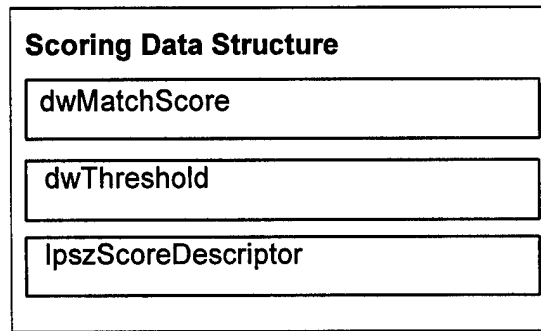 Scoring Data Structure
dwMatchScore
dwThreshold
lpszScoreDescriptor